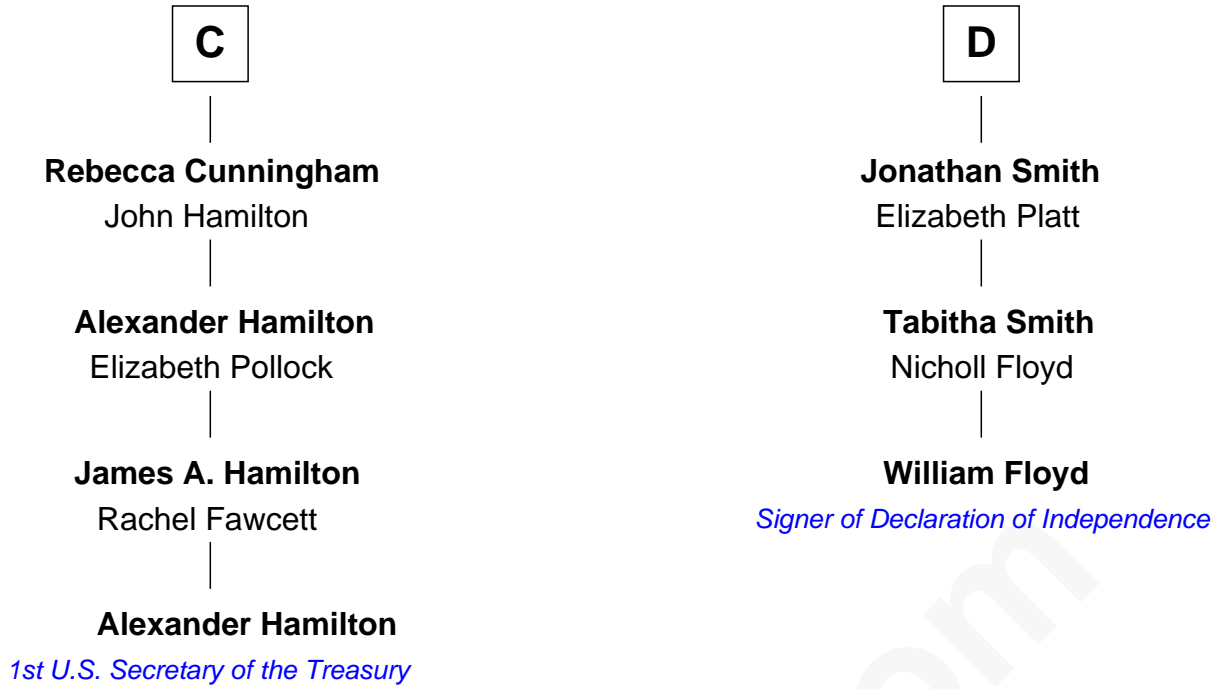 C
Rebecca Cunningham
John Hamilton
Alexander Hamilton
Elizabeth Pollock
James A. Hamilton
Rachel Fawcett
Alexander Hamilton
1st U.S. Secretary of the Treasury
D
Jonathan Smith
Elizabeth Platt
Tabitha Smith
Nicholl Floyd
William Floyd
Signer of Declaration of Independence
om